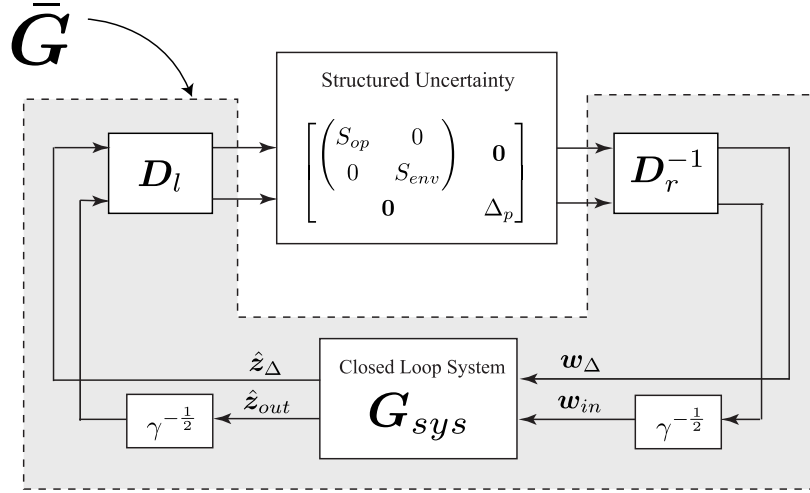 Ḡ
Structured Uncertainty
S_op 0 0
0 S_env
0 Δ_p
D_l
D_r^{-1}
ẑ_Δ
Closed Loop System
w_Δ
ẑ_out
G_sys
w_in
γ^{-1/2}
γ^{-1/2}